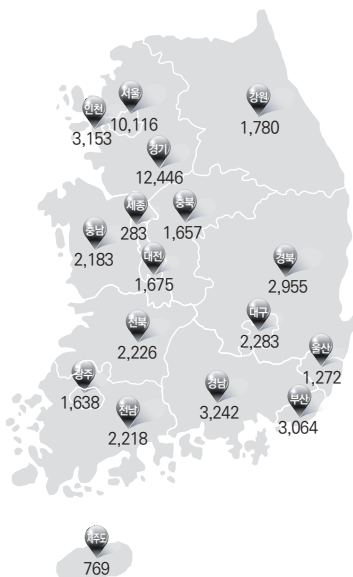 서울
10,116
인천
3,153
강원
1,780
경기
12,446
세종
283
충북
1,657
충남
2,183
대전
1,675
경북
2,955
대구
2,283
전북
2,226
울산
1,272
광주
1,638
경남
3,242
부산
3,064
전남
2,218
제주도
769